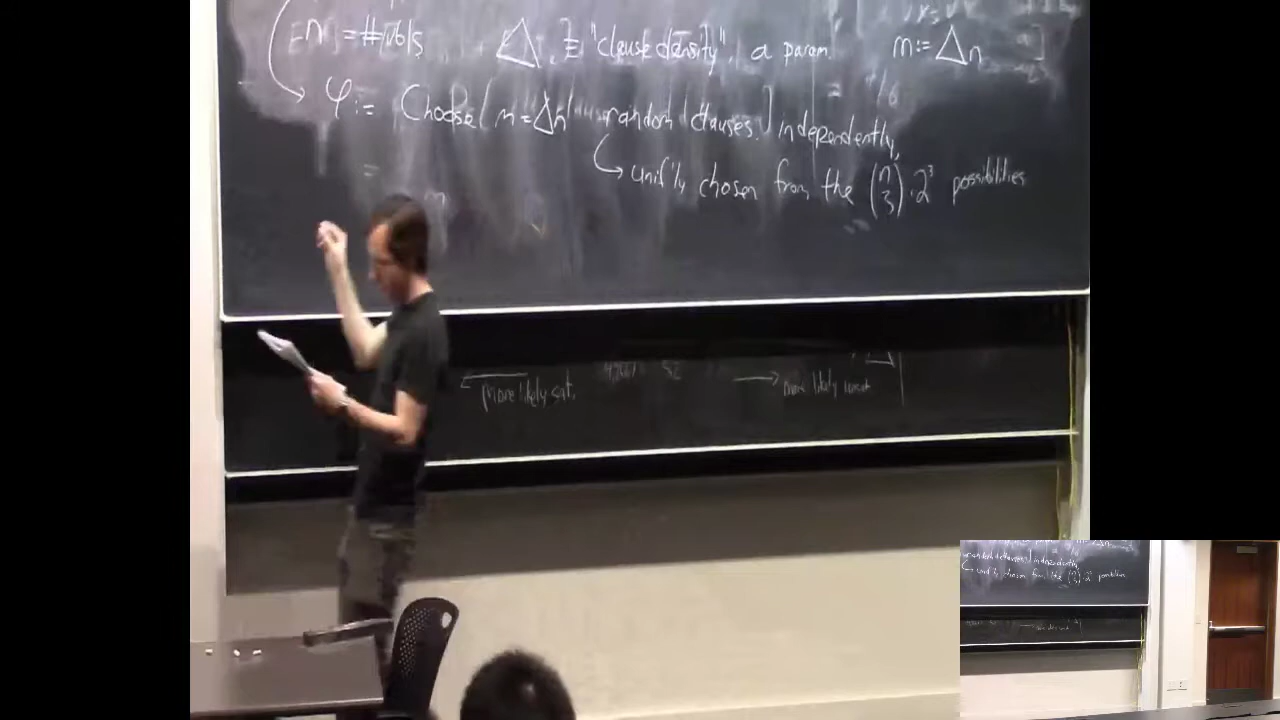 n = #vbls Δ "clause density", a param. m := Δn
φ := Choose m = Δn random clauses independently,
unif'ly chosen from the (n 3) · 2³ possibilities
← more likely sat. → more likely unsat